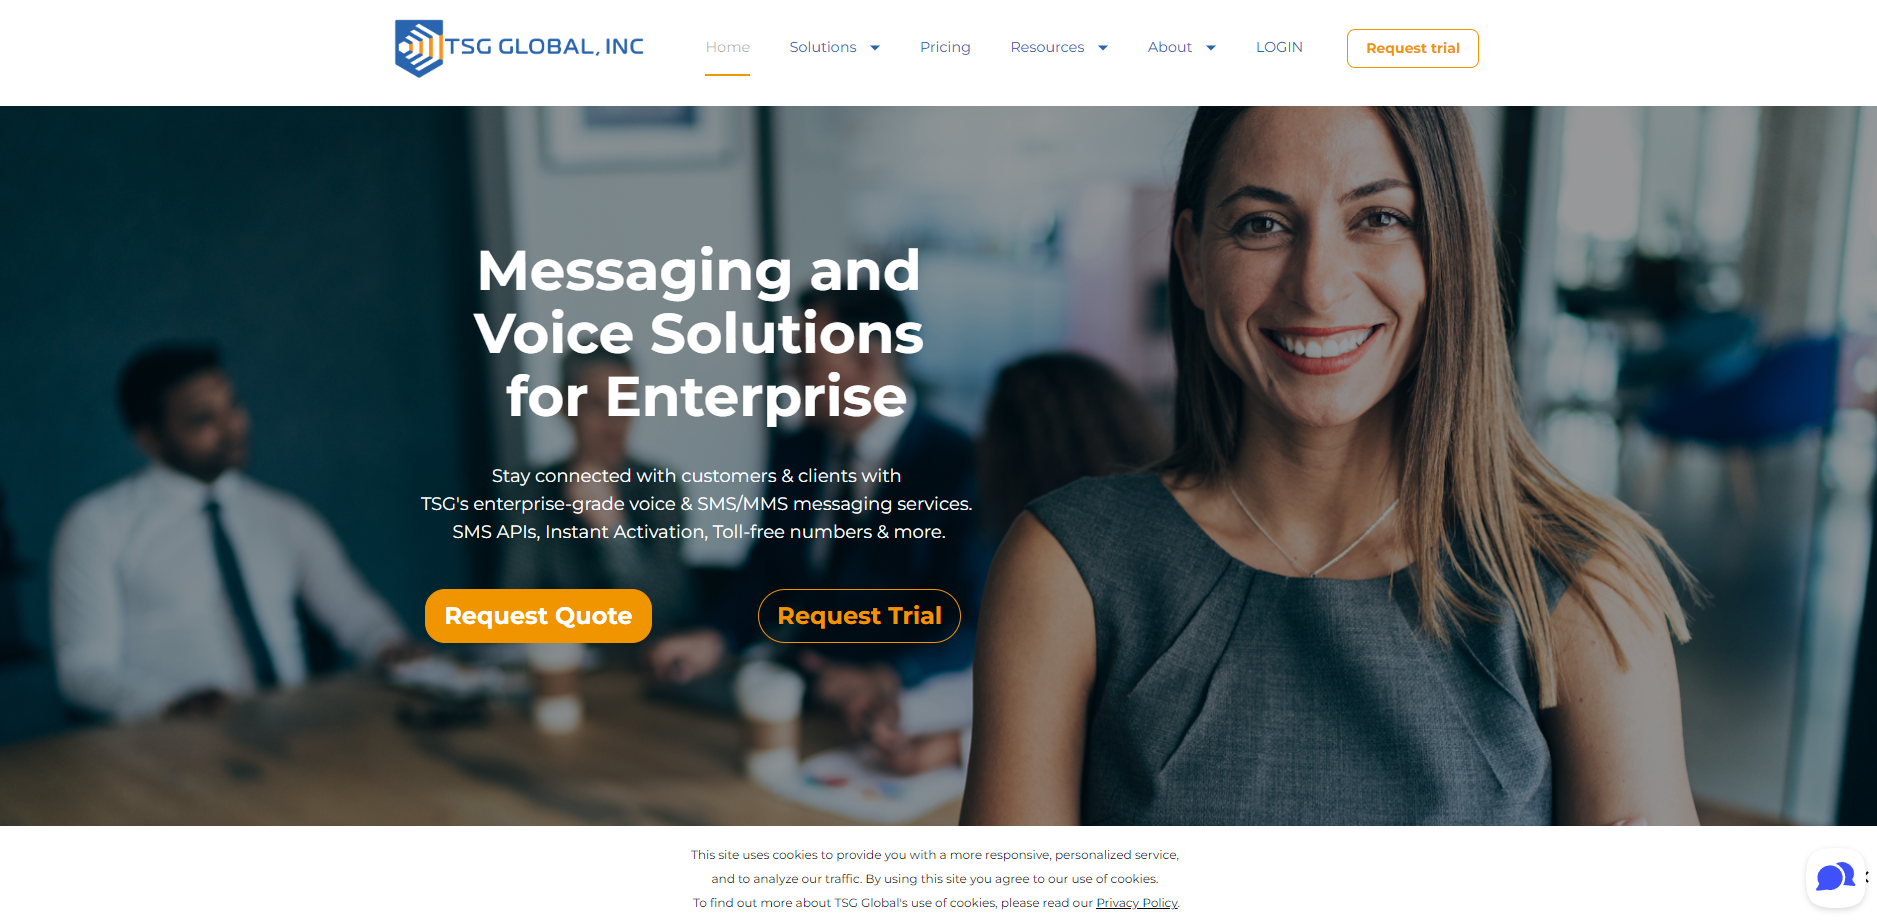 TSG GLOBAL, INC
Home
Solutions
Pricing
Resources
About
LOGIN
Request trial
Messaging and
Voice Solutions
for Enterprise
Stay connected with customers & clients with
TSG's enterprise-grade voice & SMS/MMS messaging services.
SMS APIs, Instant Activation, Toll-free numbers & more.
Request Quote
Request Trial
This site uses cookies to provide you with a more responsive, personalized service,
and to analyze our traffic. By using this site you agree to our use of cookies.
To find out more about TSG Global's use of cookies, please read our Privacy Policy.